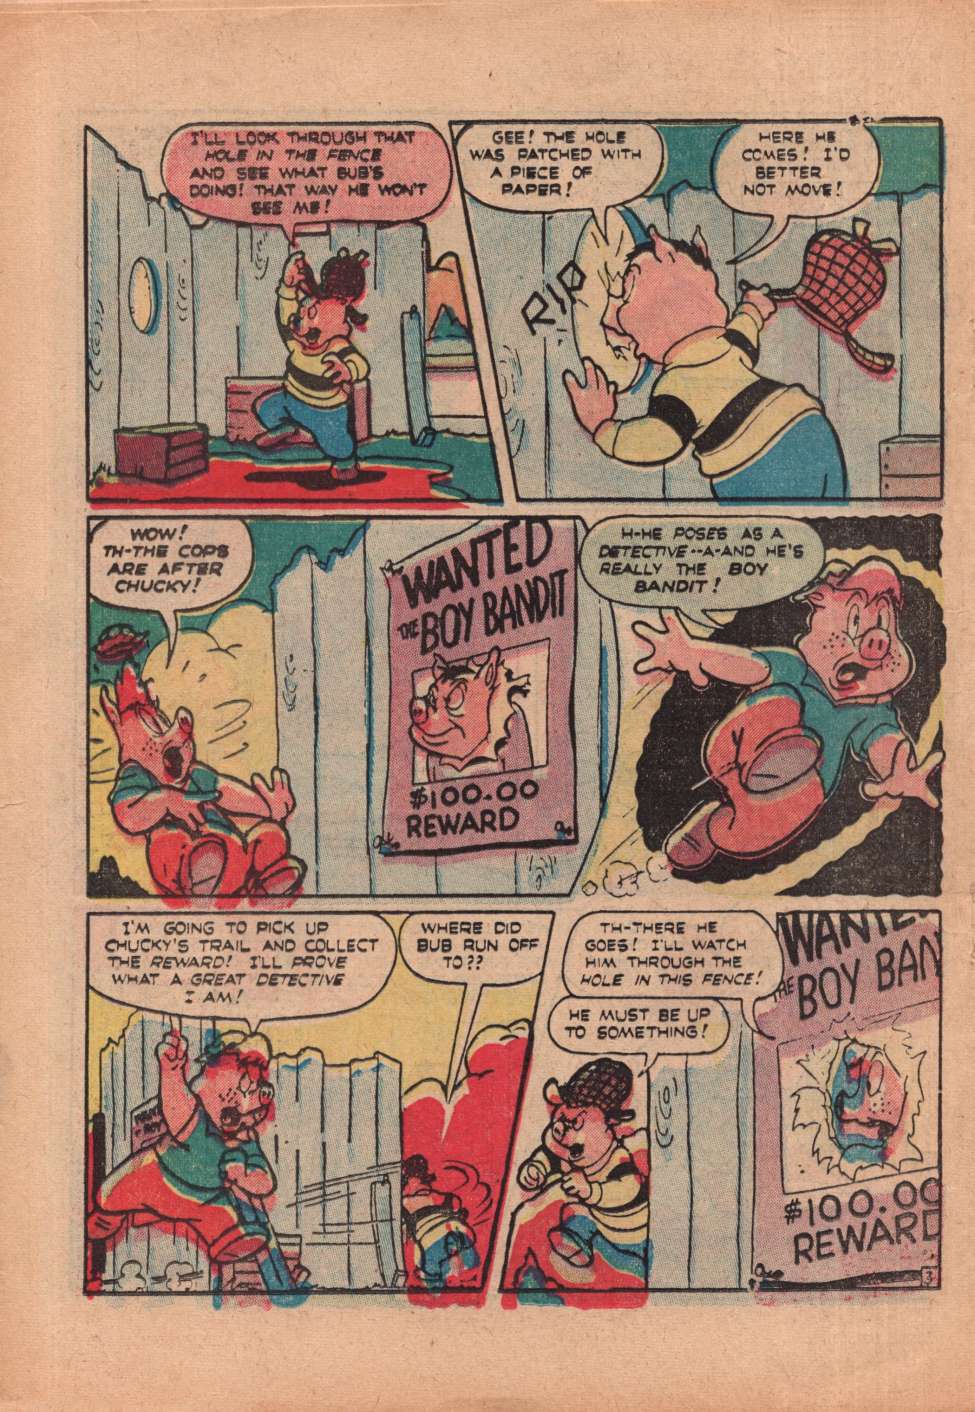 I'LL LOOK THROUGH THAT
HOLE IN THE FENCE
AND SEE WHAT BUB'S
DOING! THAT WAY HE WON'T
SEE ME!
GEE! THE HOLE
WAS PATCHED WITH
A PIECE OF
PAPER!
HERE HE
COMES! I'D
BETTER
NOT MOVE!
RIP
WOW!
TH-THE COPS
ARE AFTER
CHUCKY!
WANTED
THE BOY BANDIT
$100.00
REWARD
H-HE POSES AS A
DETECTIVE--A-AND HE'S
REALLY THE BOY
BANDIT!
I'M GOING TO PICK UP
CHUCKY'S TRAIL AND COLLECT
THE REWARD! I'LL PROVE
WHAT A GREAT DETECTIVE
I AM!
WHERE DID
BUB RUN OFF
TO??
TH-THERE HE
GOES! I'LL WATCH
HIM THROUGH THE
HOLE IN THIS FENCE!
HE MUST BE UP
TO SOMETHING!
WANTE
THE BOY BAN
$100.00
REWARD
3